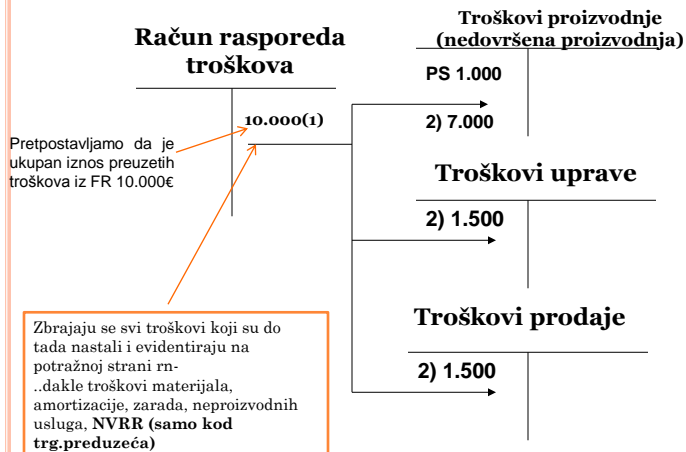 Račun rasporeda
troškova
10.000(1)
Pretpostavljamo da je
ukupan iznos preuzetih
troškova iz FR 10.000€
Zbrajaju se svi troškovi koji su do
tada nastali i evidentiraju na
potražnoj strani rn-
..dakle troškovi materijala,
amortizacije, zarada, neproizvodnih
usluga, NVRR (samo kod
trg.preduzeća)
Troškovi proizvodnje
(nedovršena proizvodnja)
PS 1.000
2) 7.000
Troškovi uprave
2) 1.500
Troškovi prodaje
2) 1.500